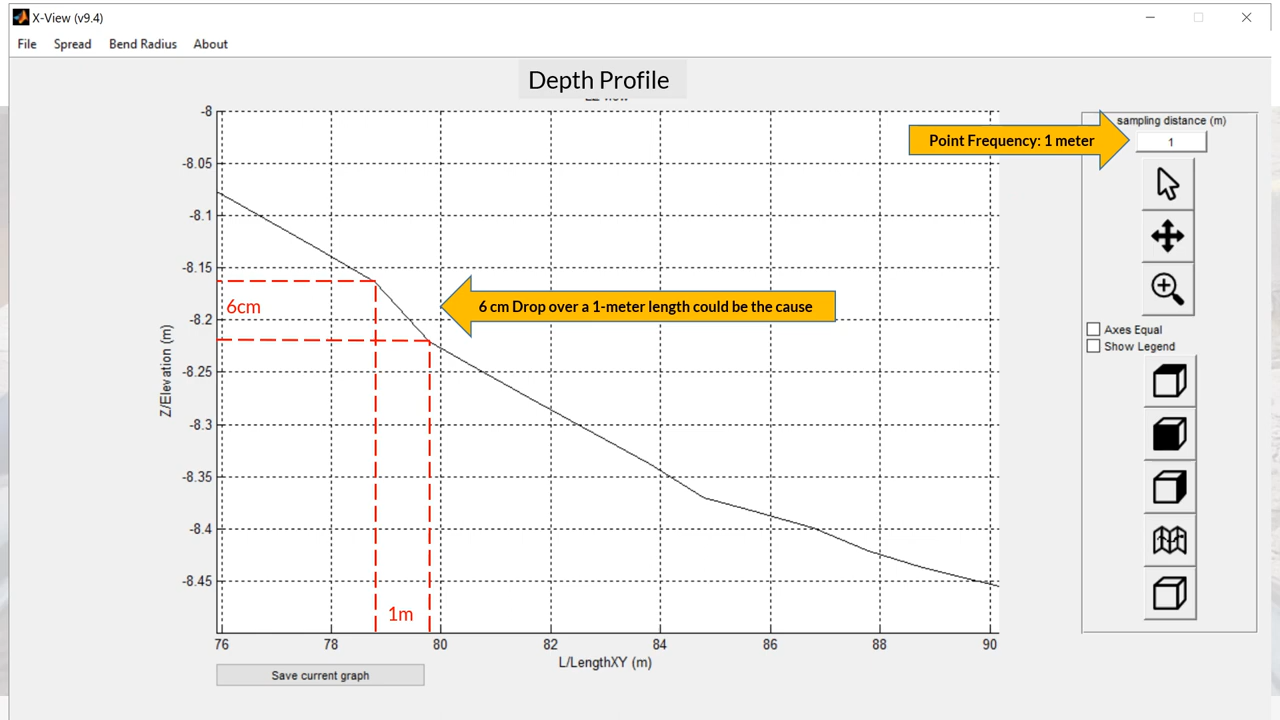 X-View (v9.4)
File Spread Bend Radius About
Depth Profile
sampling distance (m)
Point Frequency: 1 meter
1
-8
-8.05
-8.1
-8.15
-8.2
-8.25
-8.3
-8.35
-8.4
-8.45
Z/Elevation (m)
6cm
6 cm Drop over a 1-meter length could be the cause
1m
Axes Equal
Show Legend
76 78 80 82 84 86 88 90
L/LengthXY (m)
Save current graph